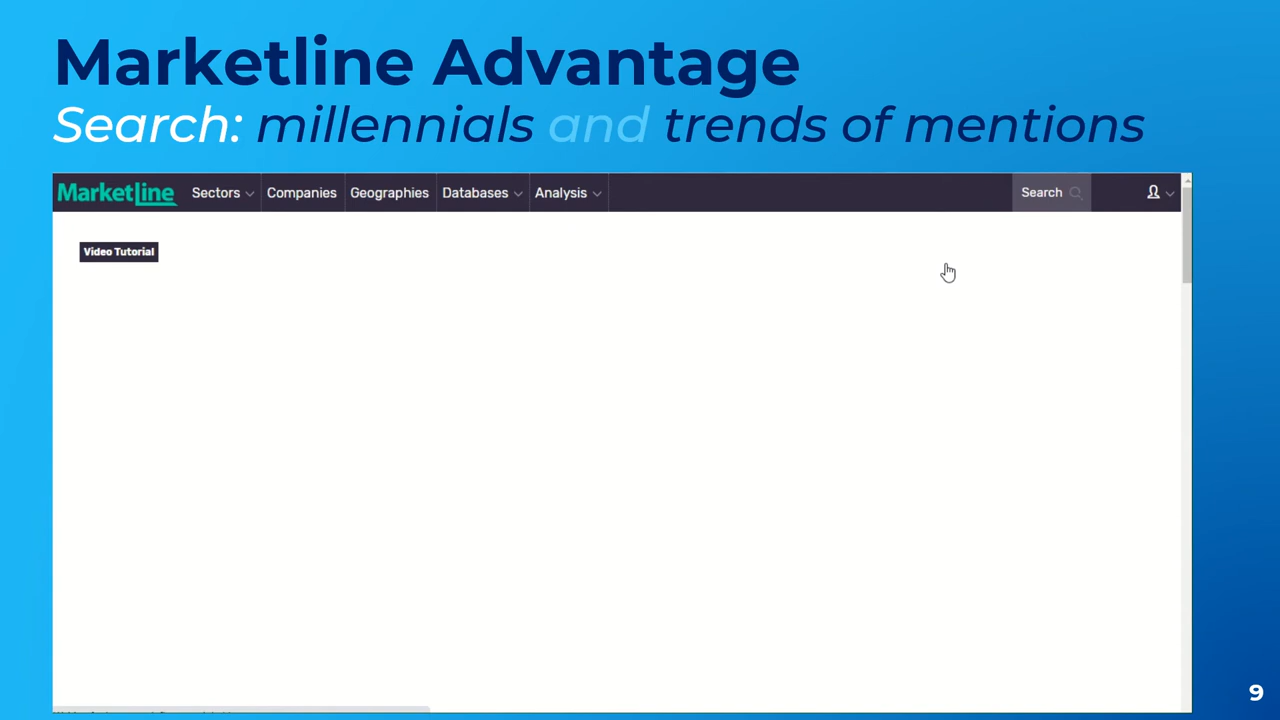 Marketline Advantage
Search: millennials and trends of mentions
MarketLine Sectors Companies Geographies Databases Analysis Search
Video Tutorial
9